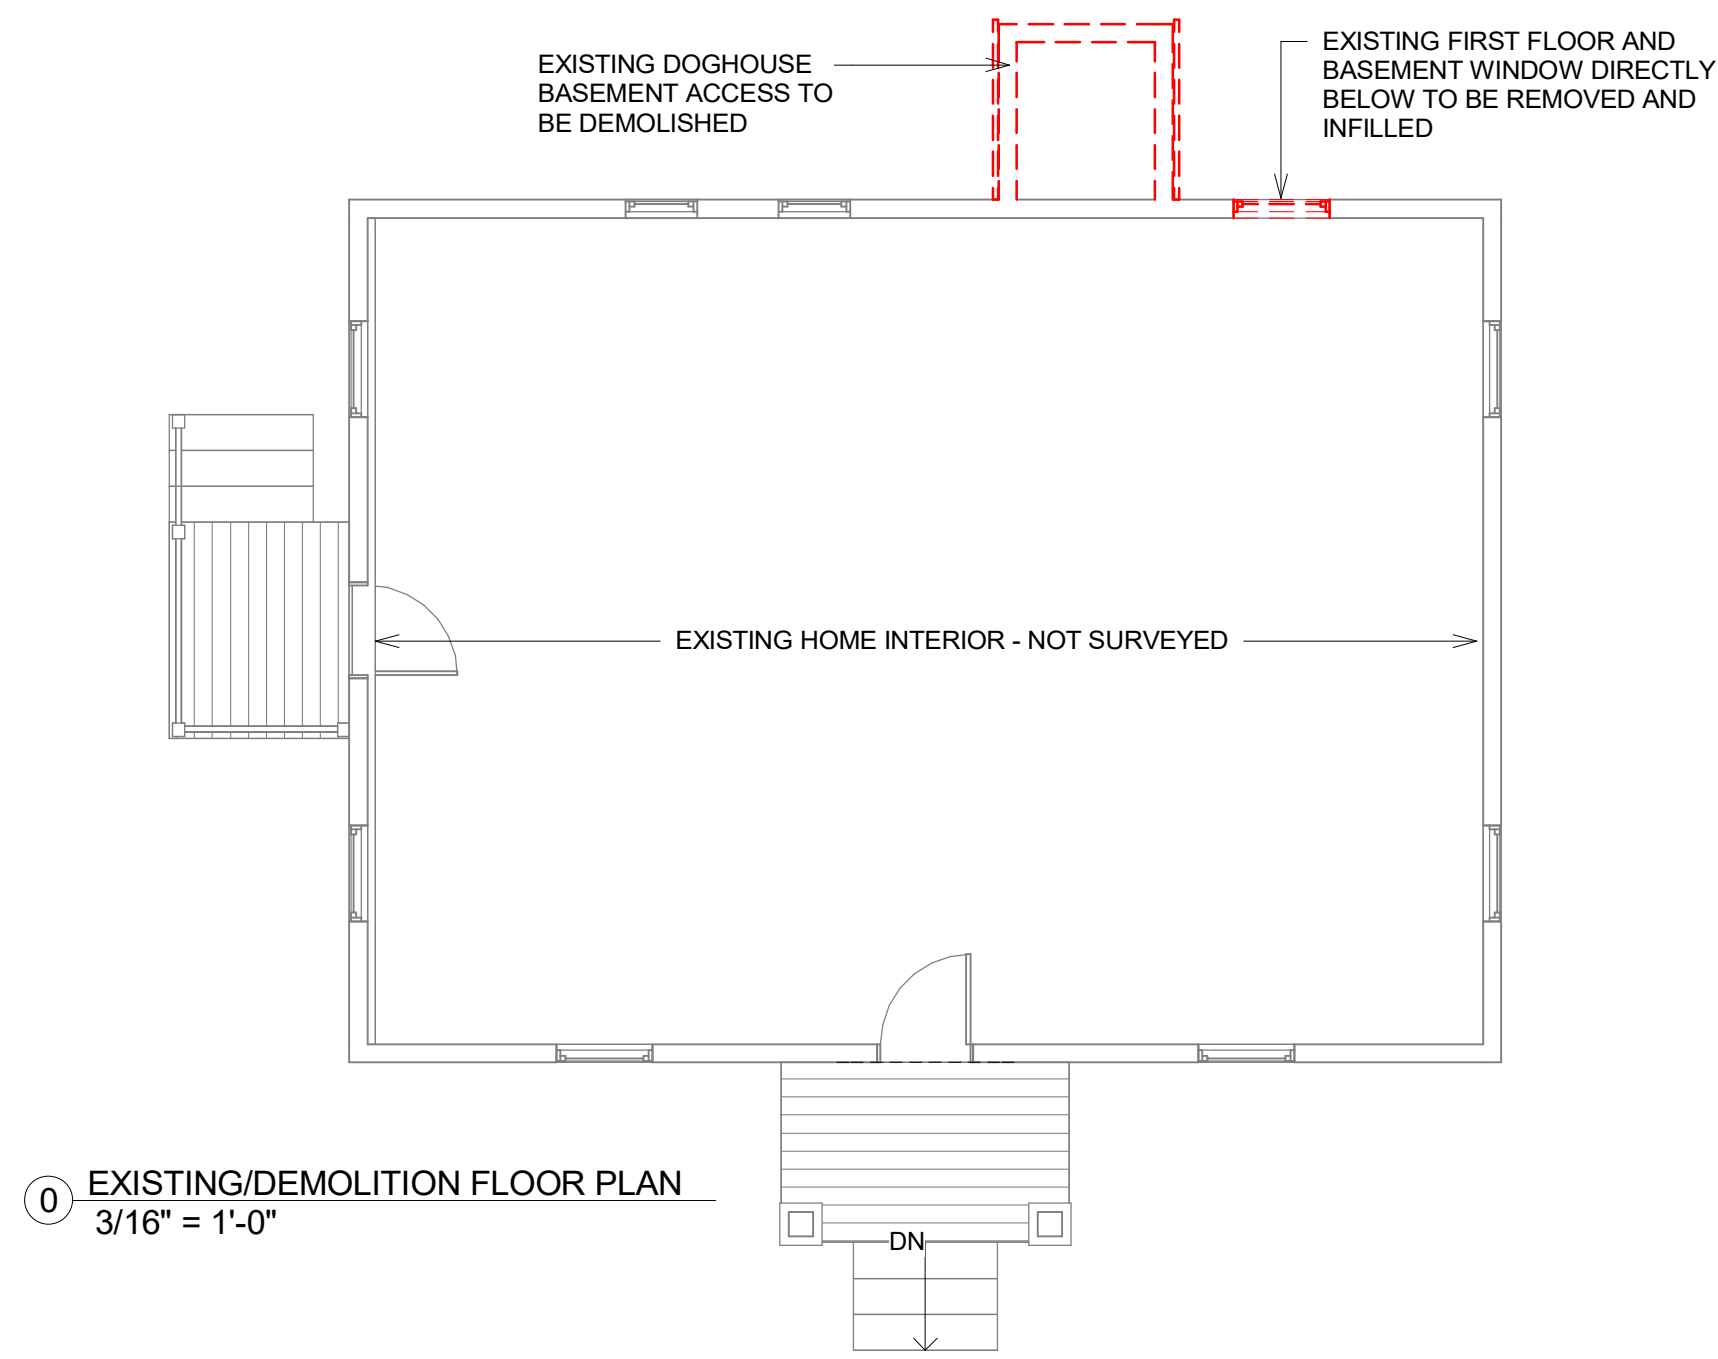 EXISTING DOGHOUSE
BASEMENT ACCESS TO
BE DEMOLISHED
EXISTING FIRST FLOOR AND
BASEMENT WINDOW DIRECTLY
BELOW TO BE REMOVED AND
INFILLED
EXISTING HOME INTERIOR - NOT SURVEYED
0
EXISTING/DEMOLITION FLOOR PLAN
3/16" = 1'-0"
DN